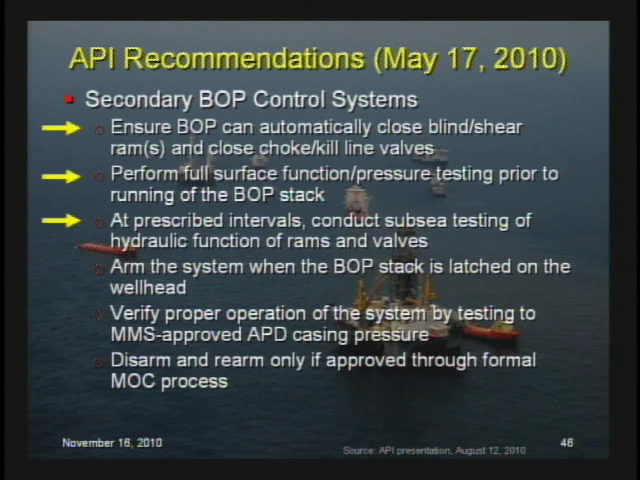 API Recommendations (May 17, 2010)
Secondary BOP Control Systems
Ensure BOP can automatically close blind/shear
ram(s) and close choke/kill line valves
Perform full surface function/pressure testing prior to
running of the BOP stack
At prescribed intervals, conduct subsea testing of
hydraulic function of rams and valves
Arm the system when the BOP stack is latched on the
wellhead
Verify proper operation of the system by testing to
MMS-approved APD casing pressure
Disarm and rearm only if approved through formal
MOC process
November 16, 2010
Source: API presentation, August 12, 2010
46